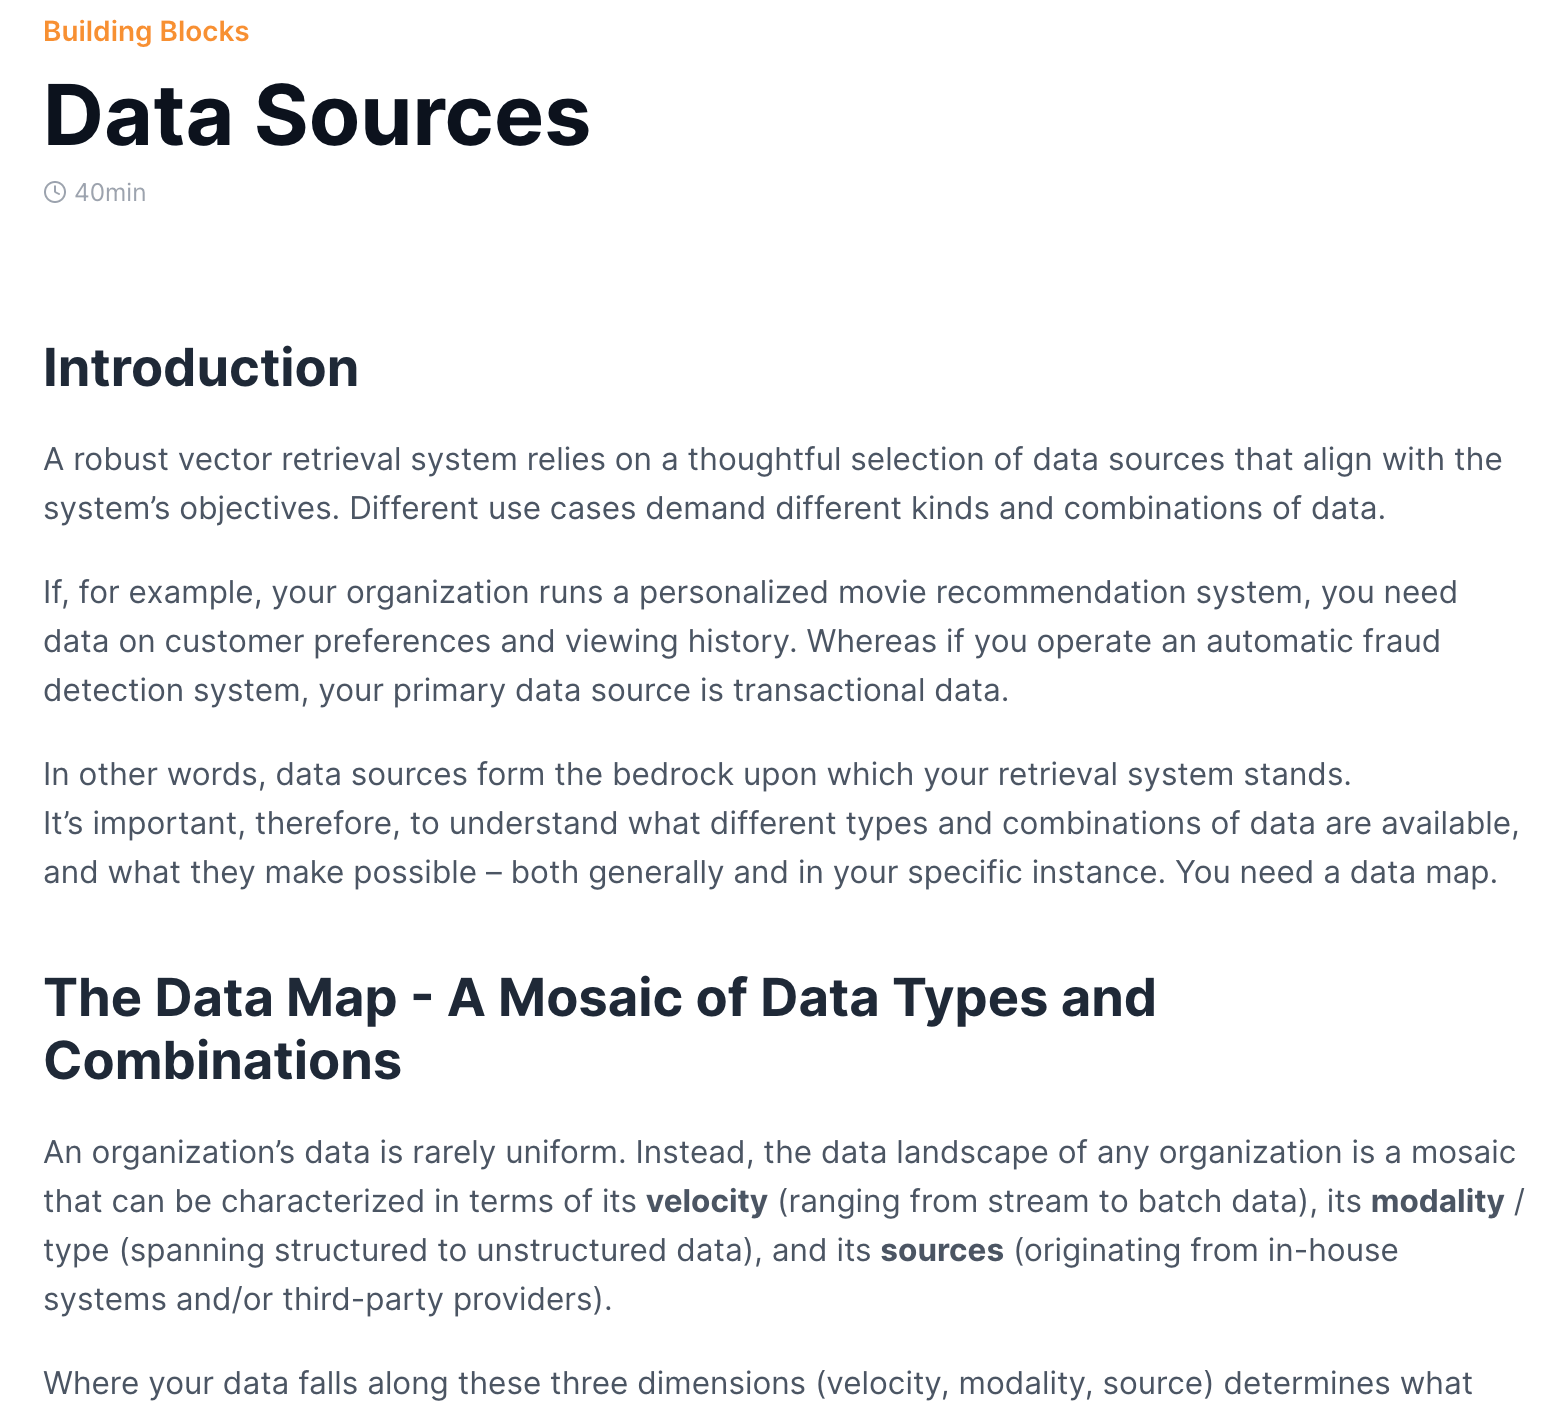 Building Blocks
Data Sources
40min
Introduction
A robust vector retrieval system relies on a thoughtful selection of data sources that align with the
system’s objectives. Different use cases demand different kinds and combinations of data.
If, for example, your organization runs a personalized movie recommendation system, you need
data on customer preferences and viewing history. Whereas if you operate an automatic fraud
detection system, your primary data source is transactional data.
In other words, data sources form the bedrock upon which your retrieval system stands.
It’s important, therefore, to understand what different types and combinations of data are available,
and what they make possible – both generally and in your specific instance. You need a data map.
The Data Map - A Mosaic of Data Types and
Combinations
An organization’s data is rarely uniform. Instead, the data landscape of any organization is a mosaic
that can be characterized in terms of its velocity (ranging from stream to batch data), its modality /
type (spanning structured to unstructured data), and its sources (originating from in-house
systems and/or third-party providers).
Where your data falls along these three dimensions (velocity, modality, source) determines what